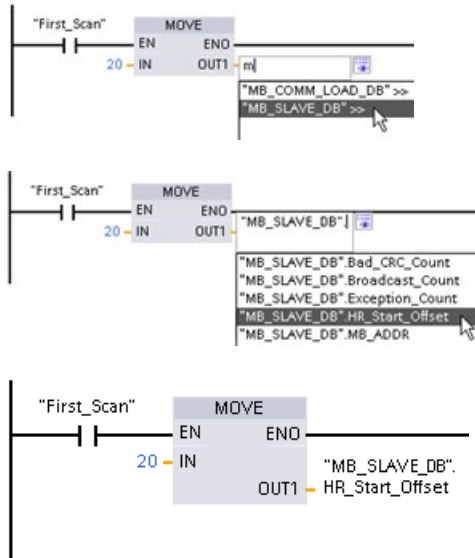 "First_Scan"
MOVE
EN ENO
20 IN OUT1 m
"MB_COMM_LOAD_DB" >>
"MB_SLAVE_DB" >>
"First_Scan"
MOVE
EN ENO
20 IN OUT1
"MB_SLAVE_DB".
"MB_SLAVE_DB".Bad_CRC_Count
"MB_SLAVE_DB".Broadcast_Count
"MB_SLAVE_DB".Exception_Count
"MB_SLAVE_DB".HR_Start_Offset
"MB_SLAVE_DB".MB_ADDR
"First_Scan"
MOVE
EN ENO
20 IN
"MB_SLAVE_DB".
OUT1 HR_Start_Offset